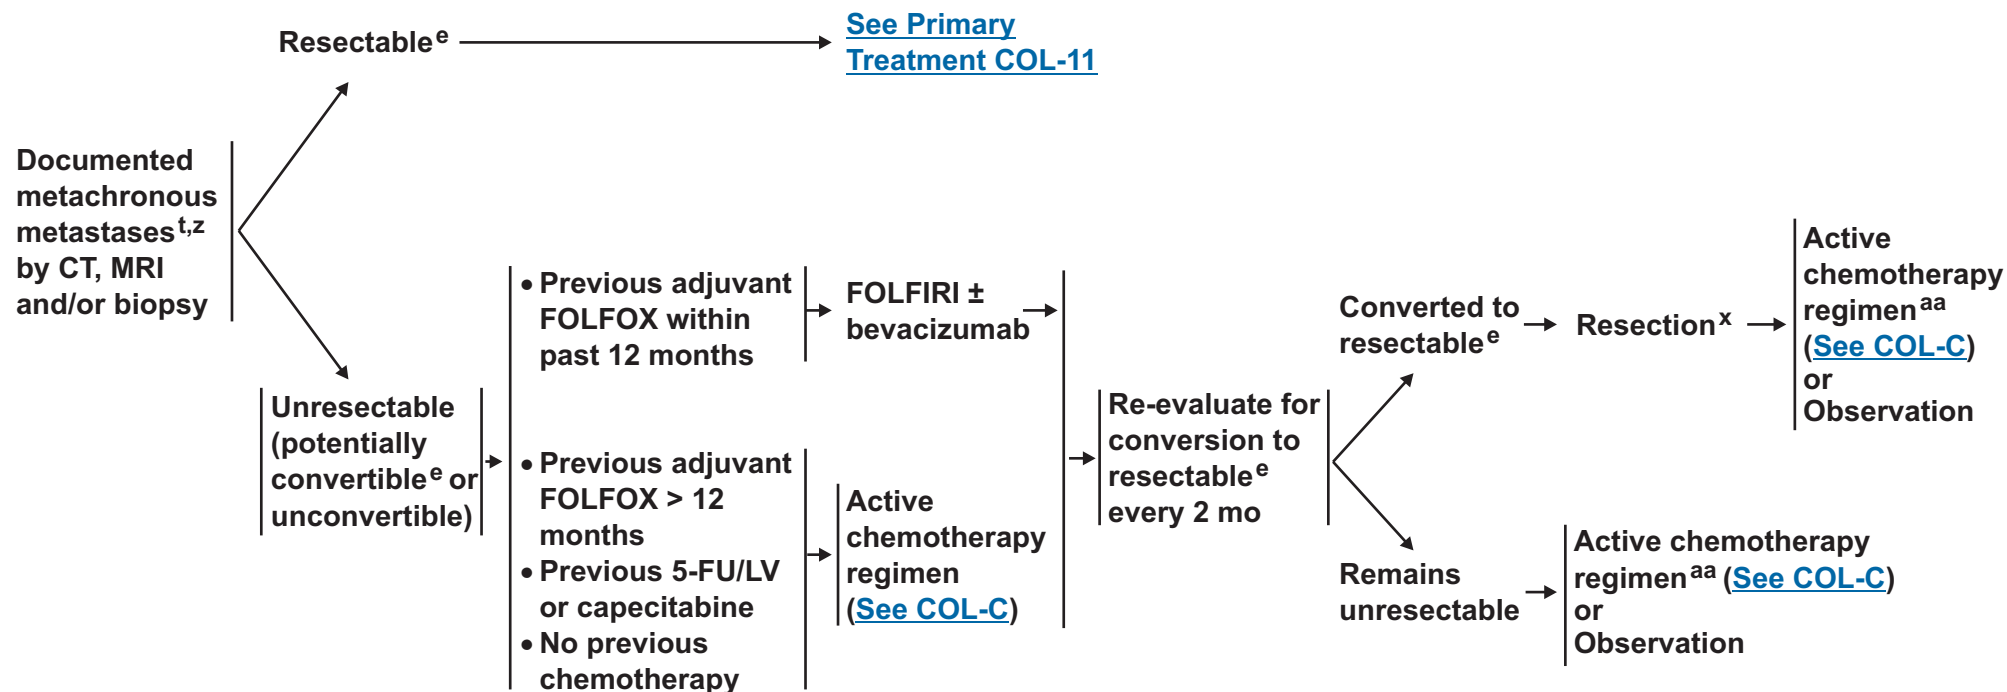 Resectable e
See Primary
Treatment COL-11
Documented
metachronous
metastases t,z
by CT, MRI
and/or biopsy
Unresectable
(potentially
convertible e or
unconvertible)
• Previous adjuvant
FOLFOX within
past 12 months
• Previous adjuvant
FOLFOX > 12
months
• Previous 5-FU/LV
or capecitabine
• No previous
chemotherapy
FOLFIRI ±
bevacizumab
Active
chemotherapy
regimen
(See COL-C)
Re-evaluate for
conversion to
resectable e
every 2 mo
Converted to
resectable e
Resection x
Active
chemotherapy
regimen aa
(See COL-C)
or
Observation
Remains
unresectable
Active chemotherapy
regimen aa (See COL-C)
or
Observation